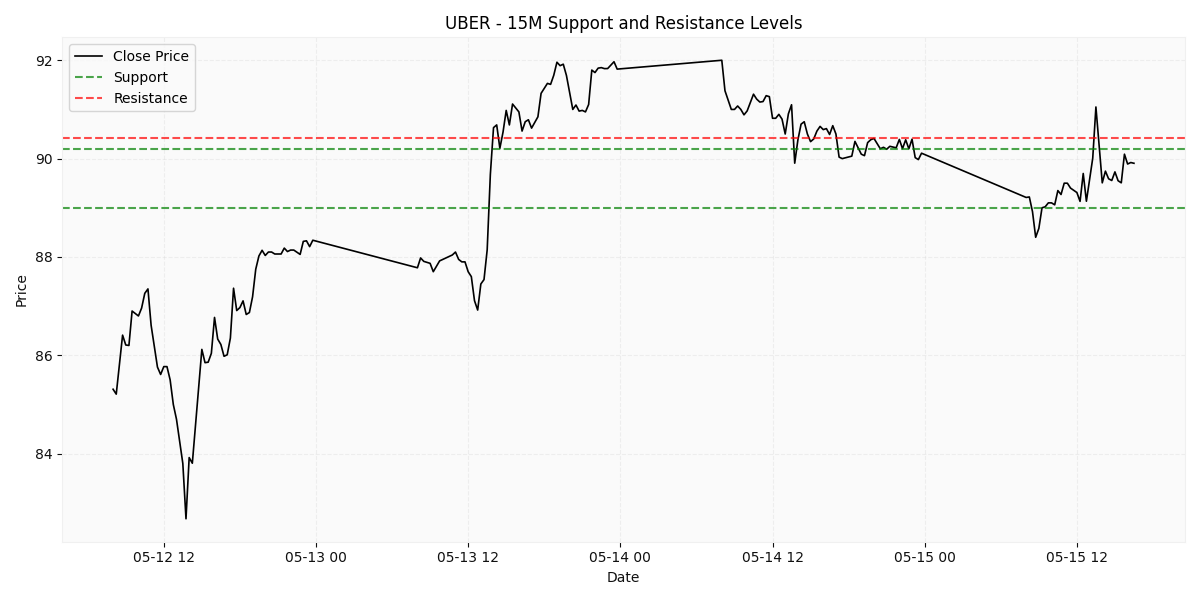 UBER - 15M Support and Resistance Levels
Close Price
Support
Resistance
92
90
88
86
84
Price
05-12 12
05-13 00
05-13 12
05-14 00
05-14 12
05-15 00
05-15 12
Date